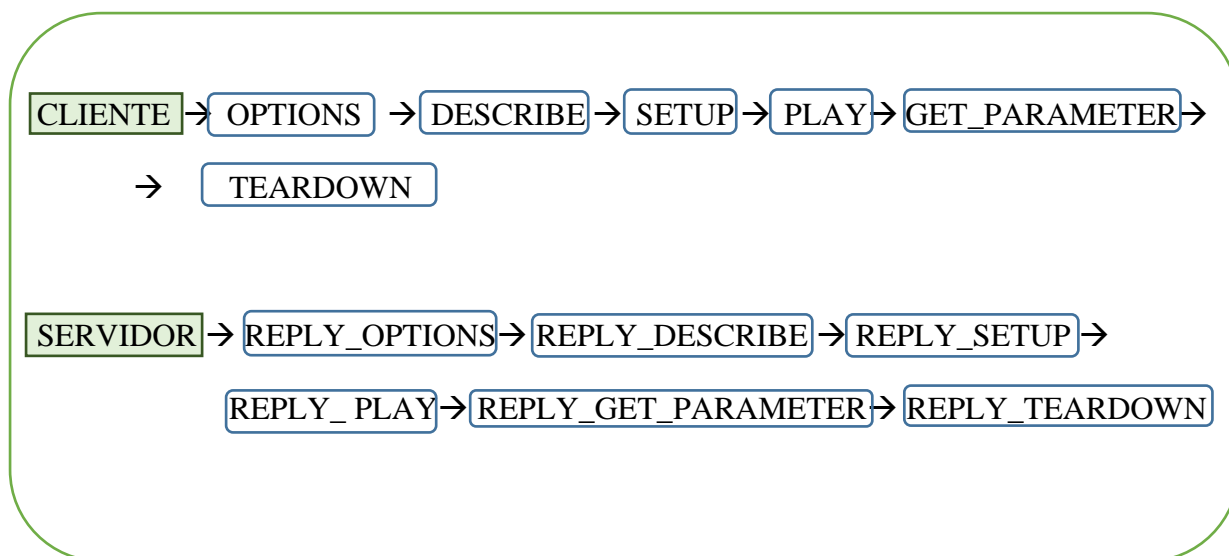 CLIENTE → OPTIONS → DESCRIBE → SETUP → PLAY → GET_PARAMETER →
→ TEARDOWN
SERVIDOR → REPLY_OPTIONS → REPLY_DESCRIBE → REPLY_SETUP →
REPLY_ PLAY → REPLY_GET_PARAMETER → REPLY_TEARDOWN